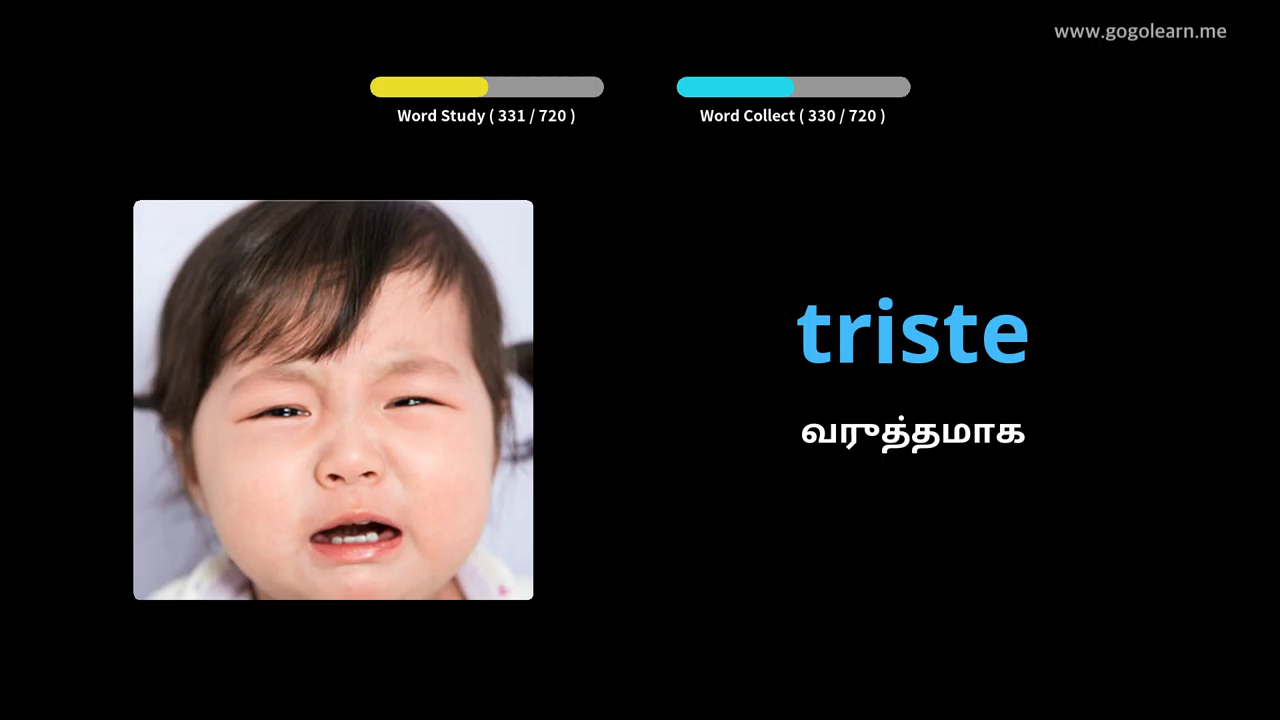 www.gogolearn.me
Word Study ( 331 / 720 )
Word Collect ( 330 / 720 )
triste
வருத்தமாக